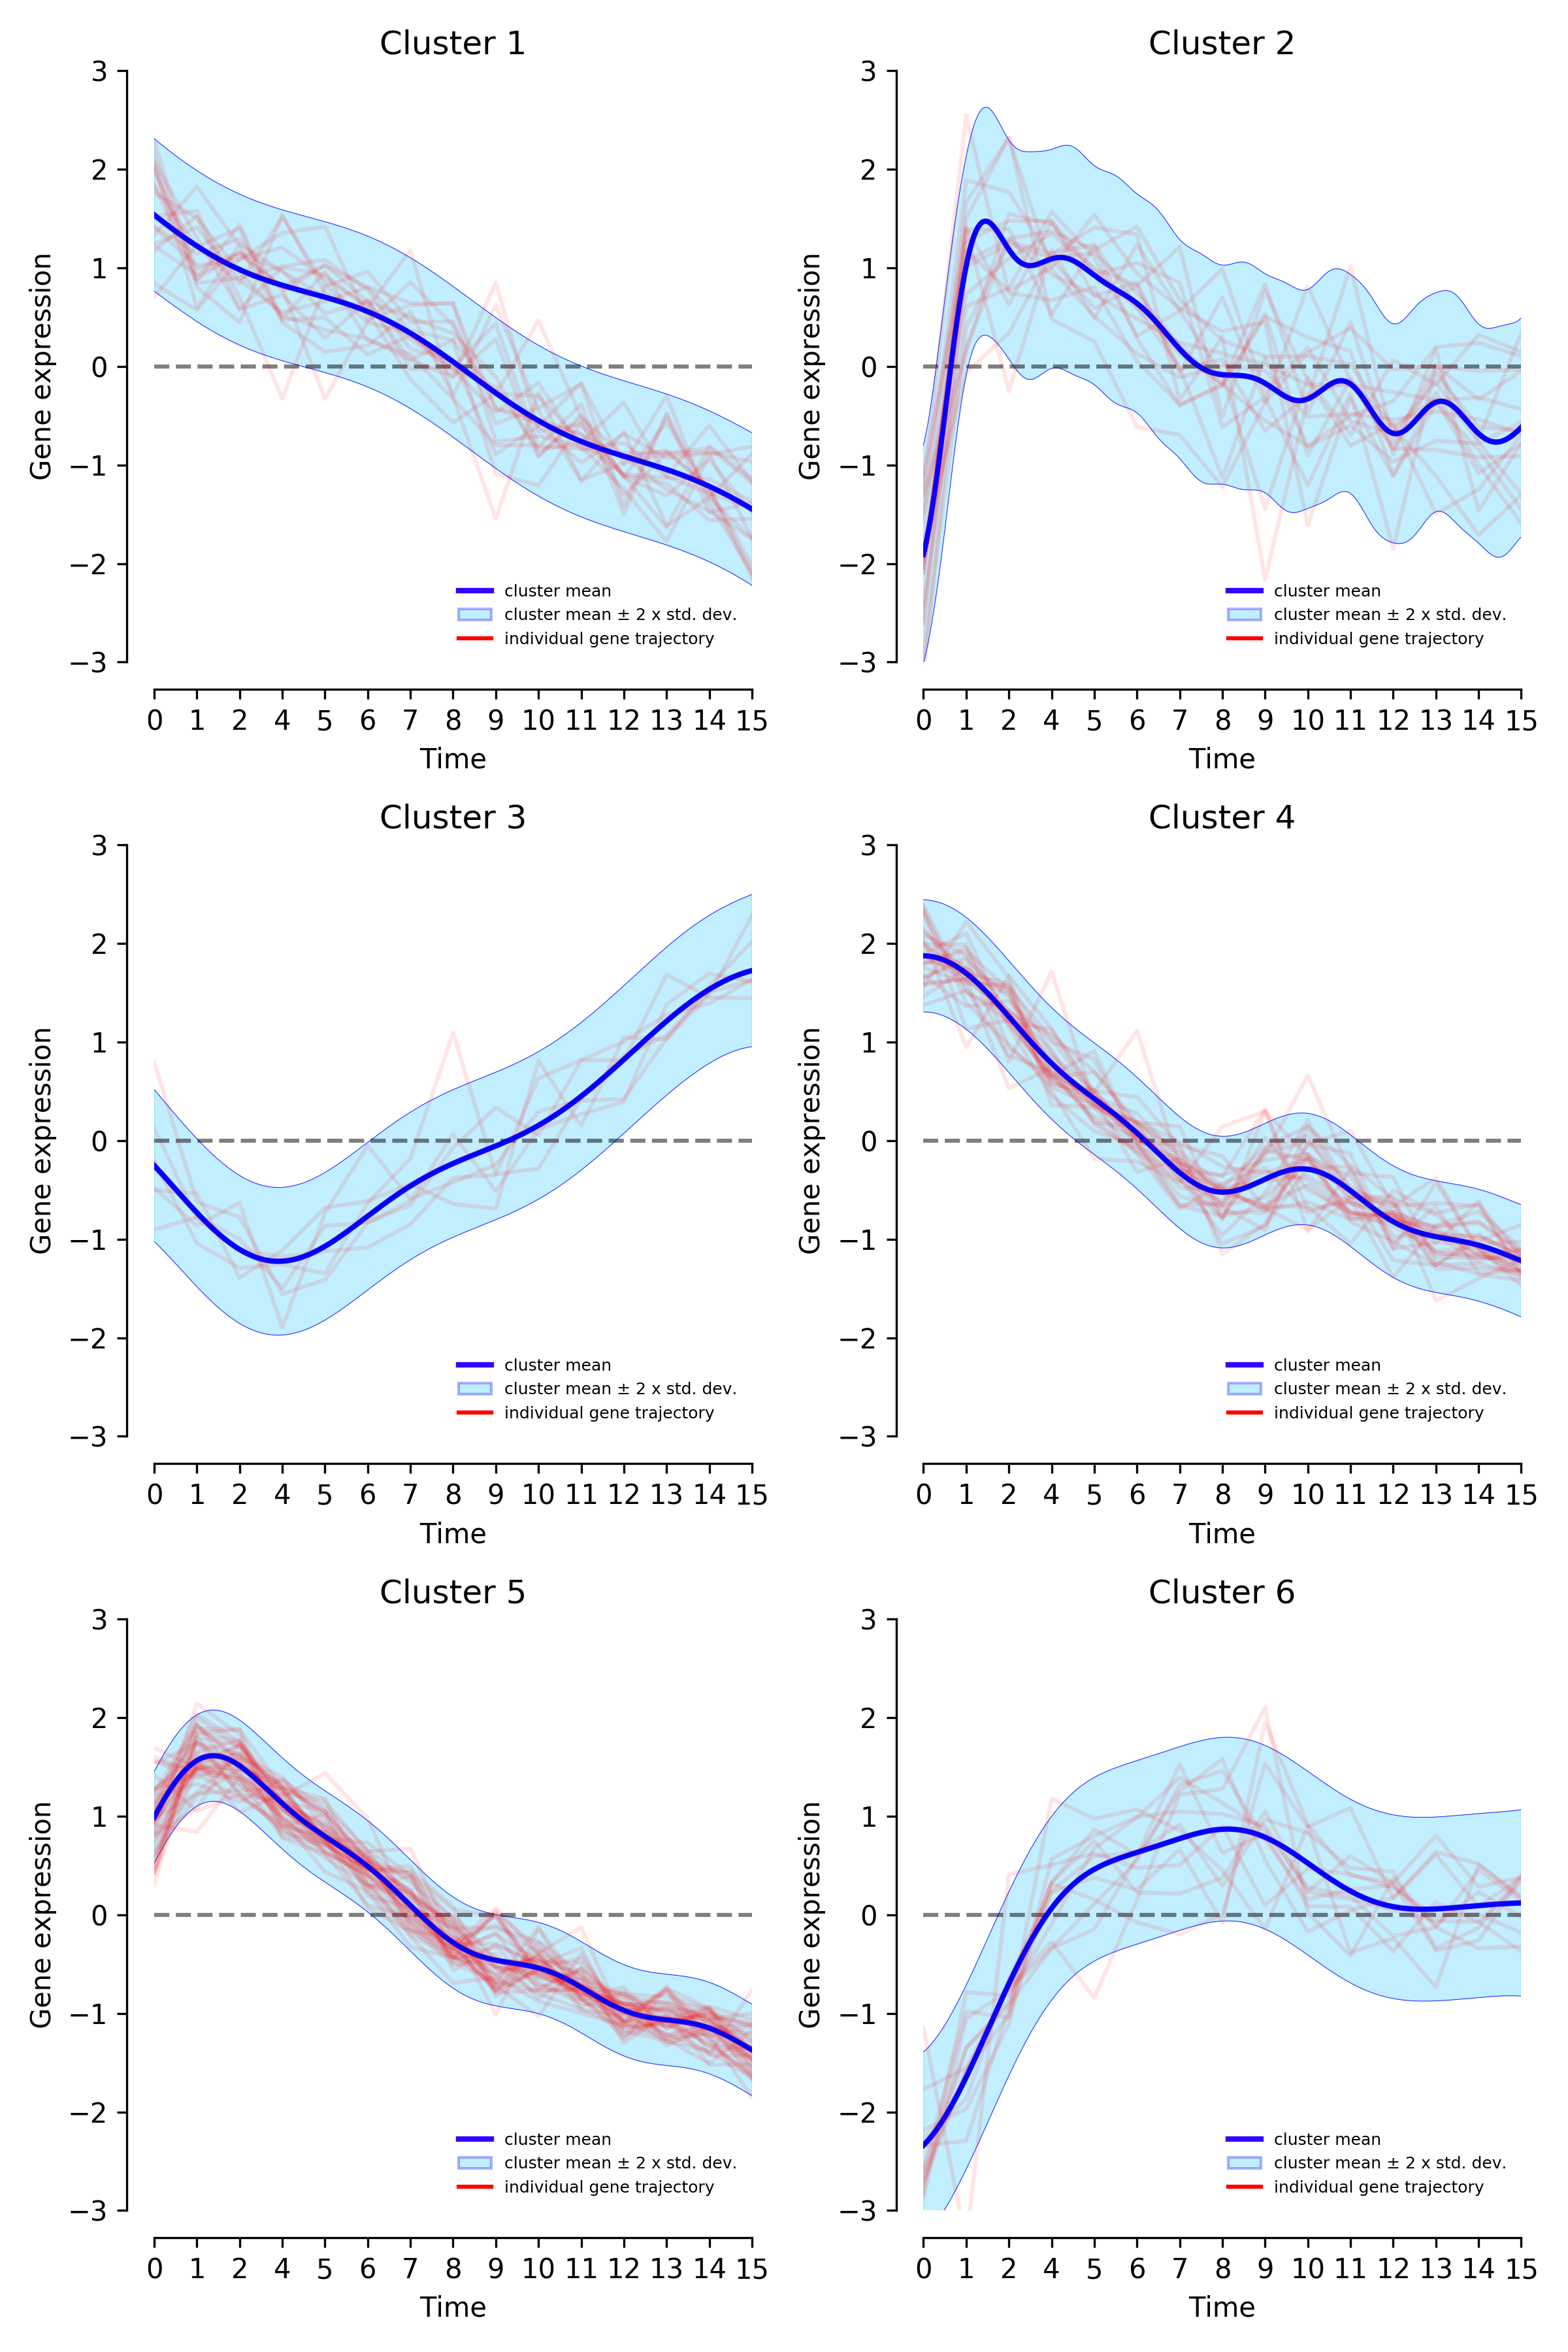 Cluster 1
3
2
1
0
−1
−2
−3
Gene expression
cluster mean
cluster mean ± 2 x std. dev.
individual gene trajectory
0 1 2 4 5 6 7 8 9 10 11 12 13 14 15
Time
Cluster 2
3
2
1
0
−1
−2
−3
Gene expression
cluster mean
cluster mean ± 2 x std. dev.
individual gene trajectory
0 1 2 4 5 6 7 8 9 10 11 12 13 14 15
Time
Cluster 3
3
2
1
0
−1
−2
−3
Gene expression
cluster mean
cluster mean ± 2 x std. dev.
individual gene trajectory
0 1 2 4 5 6 7 8 9 10 11 12 13 14 15
Time
Cluster 4
3
2
1
0
−1
−2
−3
Gene expression
cluster mean
cluster mean ± 2 x std. dev.
individual gene trajectory
0 1 2 4 5 6 7 8 9 10 11 12 13 14 15
Time
Cluster 5
3
2
1
0
−1
−2
−3
Gene expression
cluster mean
cluster mean ± 2 x std. dev.
individual gene trajectory
0 1 2 4 5 6 7 8 9 10 11 12 13 14 15
Time
Cluster 6
3
2
1
0
−1
−2
−3
Gene expression
cluster mean
cluster mean ± 2 x std. dev.
individual gene trajectory
0 1 2 4 5 6 7 8 9 10 11 12 13 14 15
Time